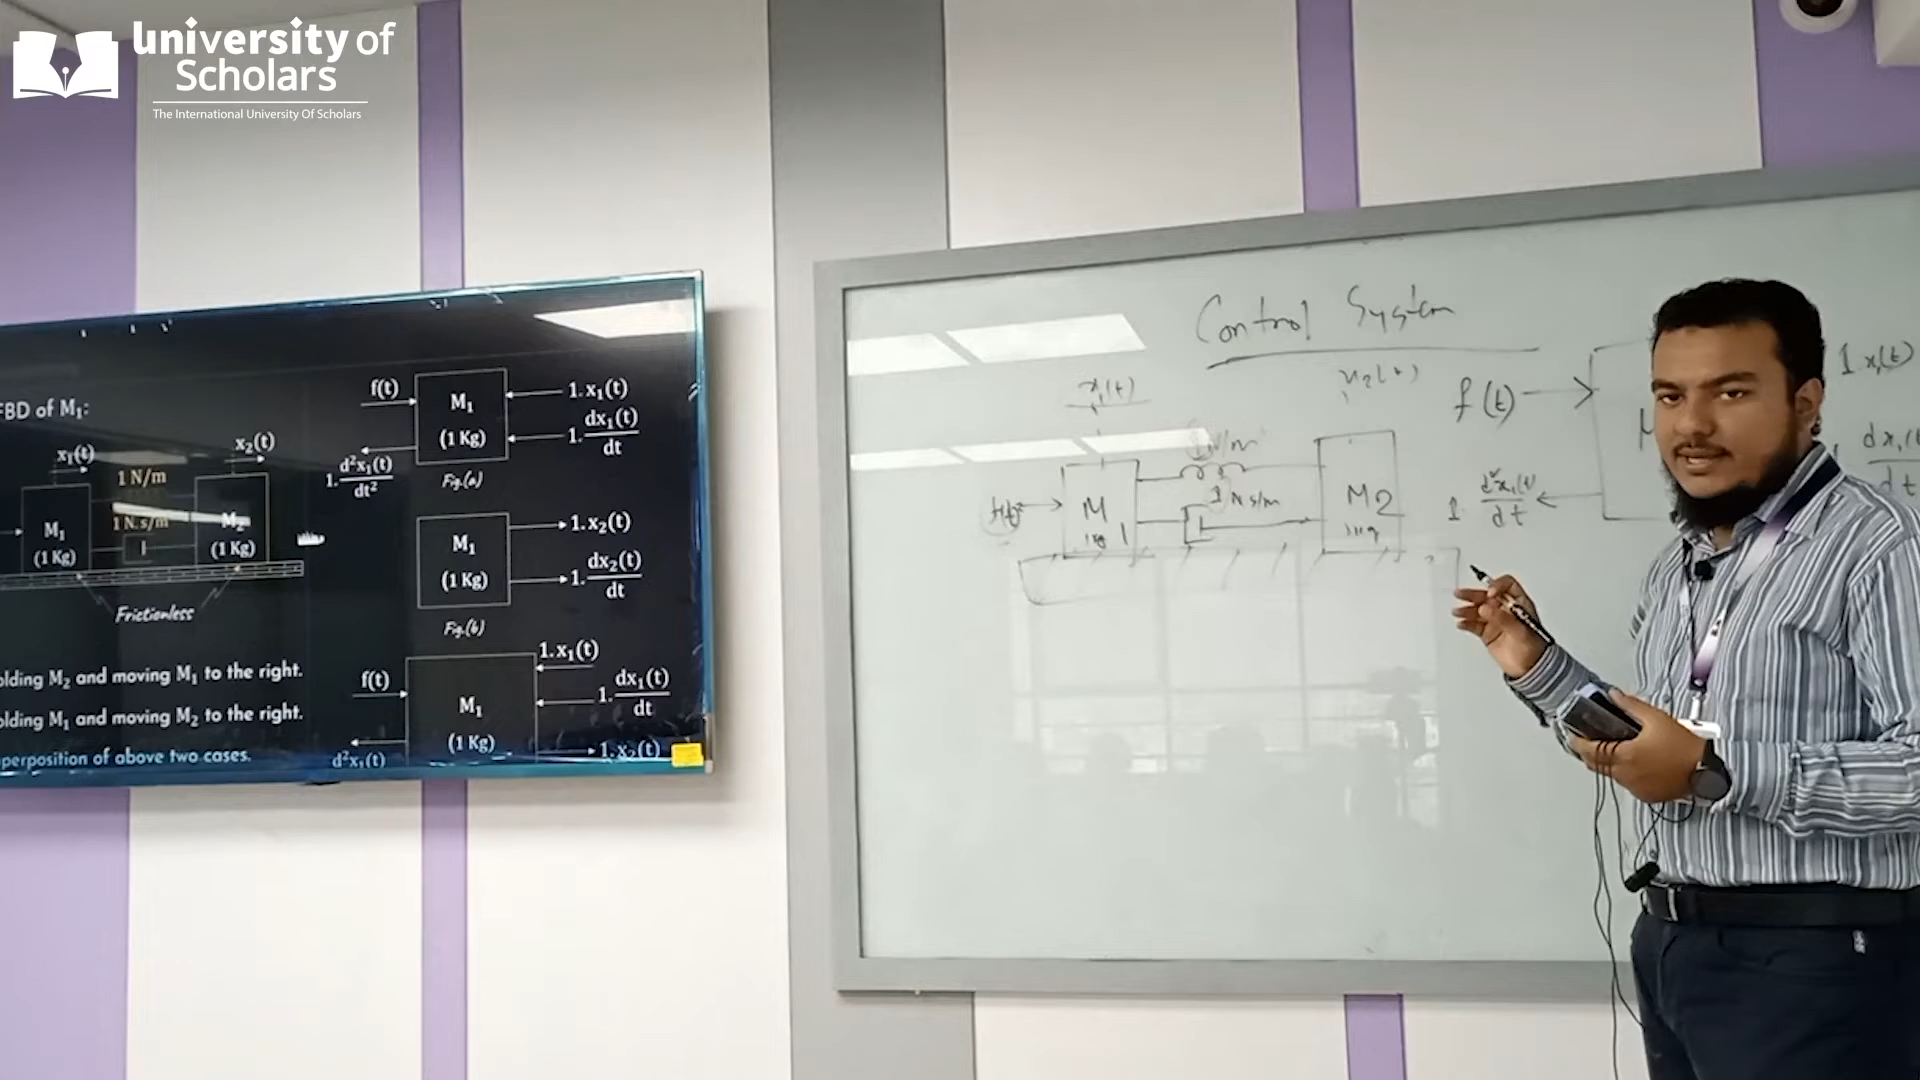 University of
Scholars
The International University Of Scholars
FBD of M₁:
x₁(t)
x₂(t)
1 N/m
1 N.s/m
M₁
(1 Kg)
M₂
(1 Kg)
Frictionless
olding M₂ and moving M₁ to the right.
olding M₁ and moving M₂ to the right.
perposition of above two cases.
f(t)
M₁
(1 Kg)
1.x₁(t)
1.dx₁(t)/dt
1.d²x₁(t)/dt²
Fig.(a)
M₁
(1 Kg)
1.x₂(t)
1.dx₂(t)/dt
Fig.(b)
f(t)
M₁
(1 Kg)
1.x₁(t)
1.dx₁(t)/dt
1.x₂(t)
d²x₁(t)
Control System
x₁(t)
x₂(t)
N/m
1 N s/m
f(t)
M1
1kg
M2
1kg
f(t)
1 x₁(t)
dx₁(t)/dt
1. d²x₁(t)/dt